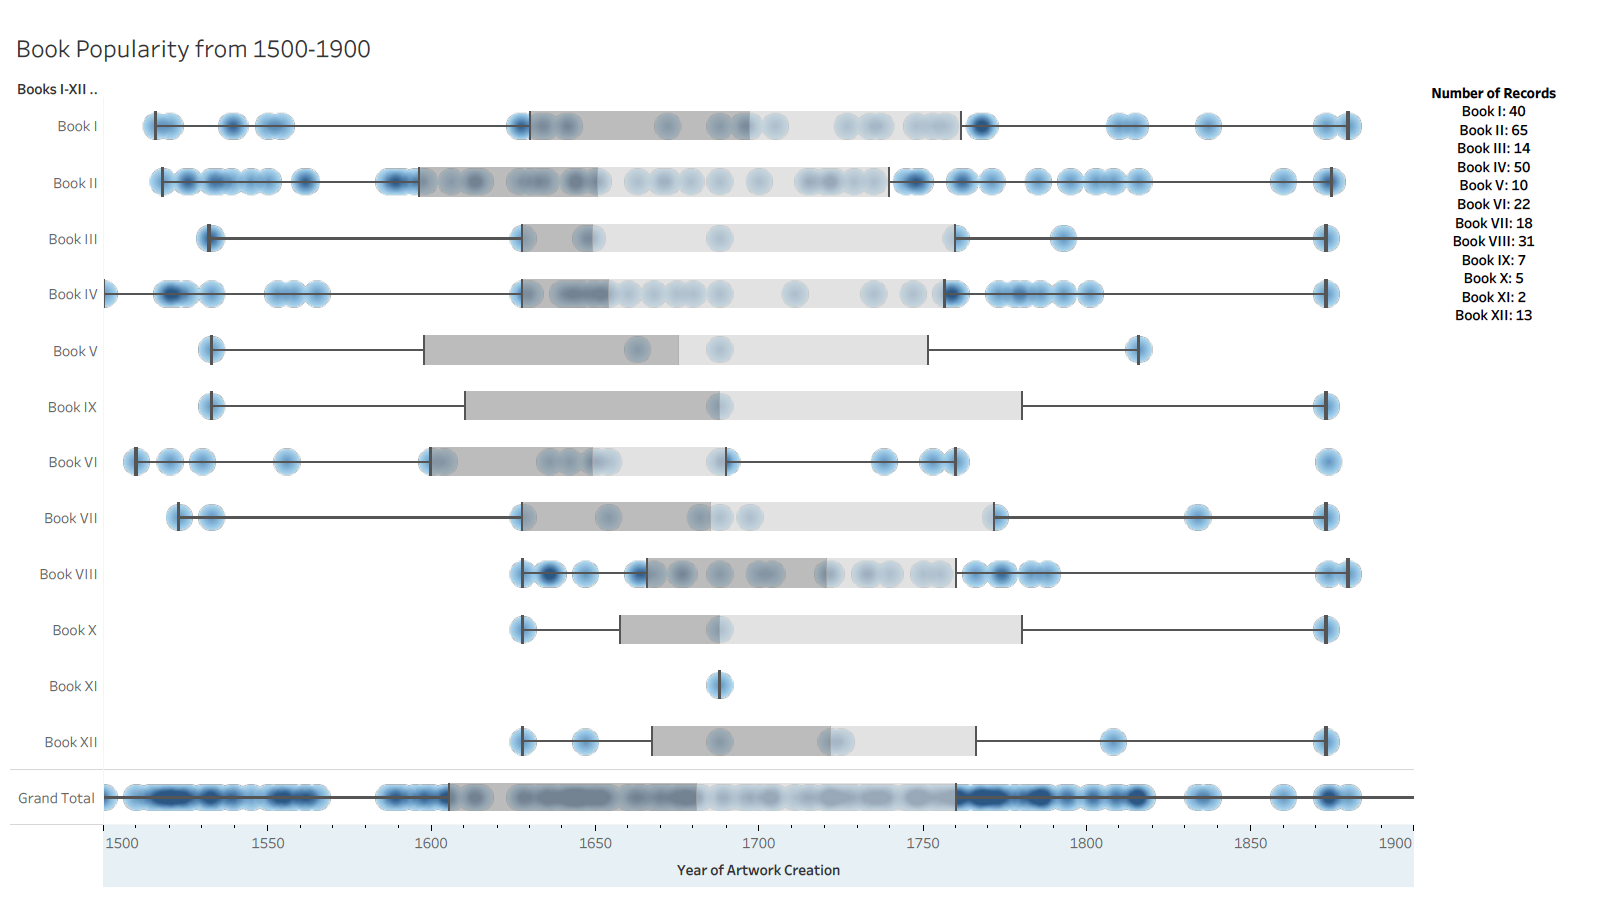 Book Popularity from 1500-1900
Books I-XII ..
Book I
Book II
Book III
Book IV
Book V
Book IX
Book VI
Book VII
Book VIII
Book X
Book XI
Book XII
Grand Total
1500 1550 1600 1650 1700 1750 1800 1850 1900
Year of Artwork Creation
Number of Records
Book I: 40
Book II: 65
Book III: 14
Book IV: 50
Book V: 10
Book VI: 22
Book VII: 18
Book VIII: 31
Book IX: 7
Book X: 5
Book XI: 2
Book XII: 13